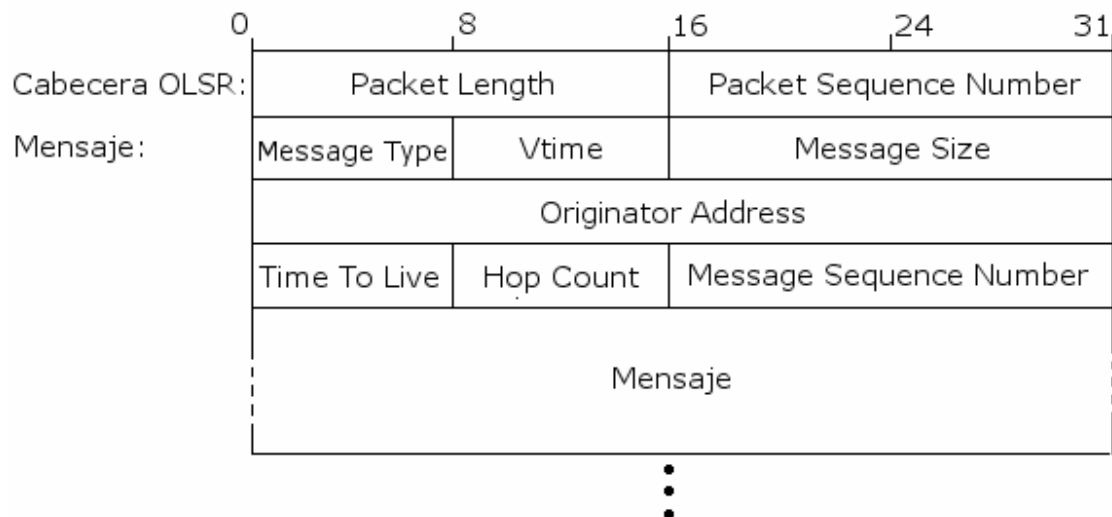 0 8 16 24 31
Cabecera OLSR: Packet Length Packet Sequence Number
Mensaje: Message Type Vtime Message Size
Originator Address
Time To Live Hop Count Message Sequence Number
Mensaje